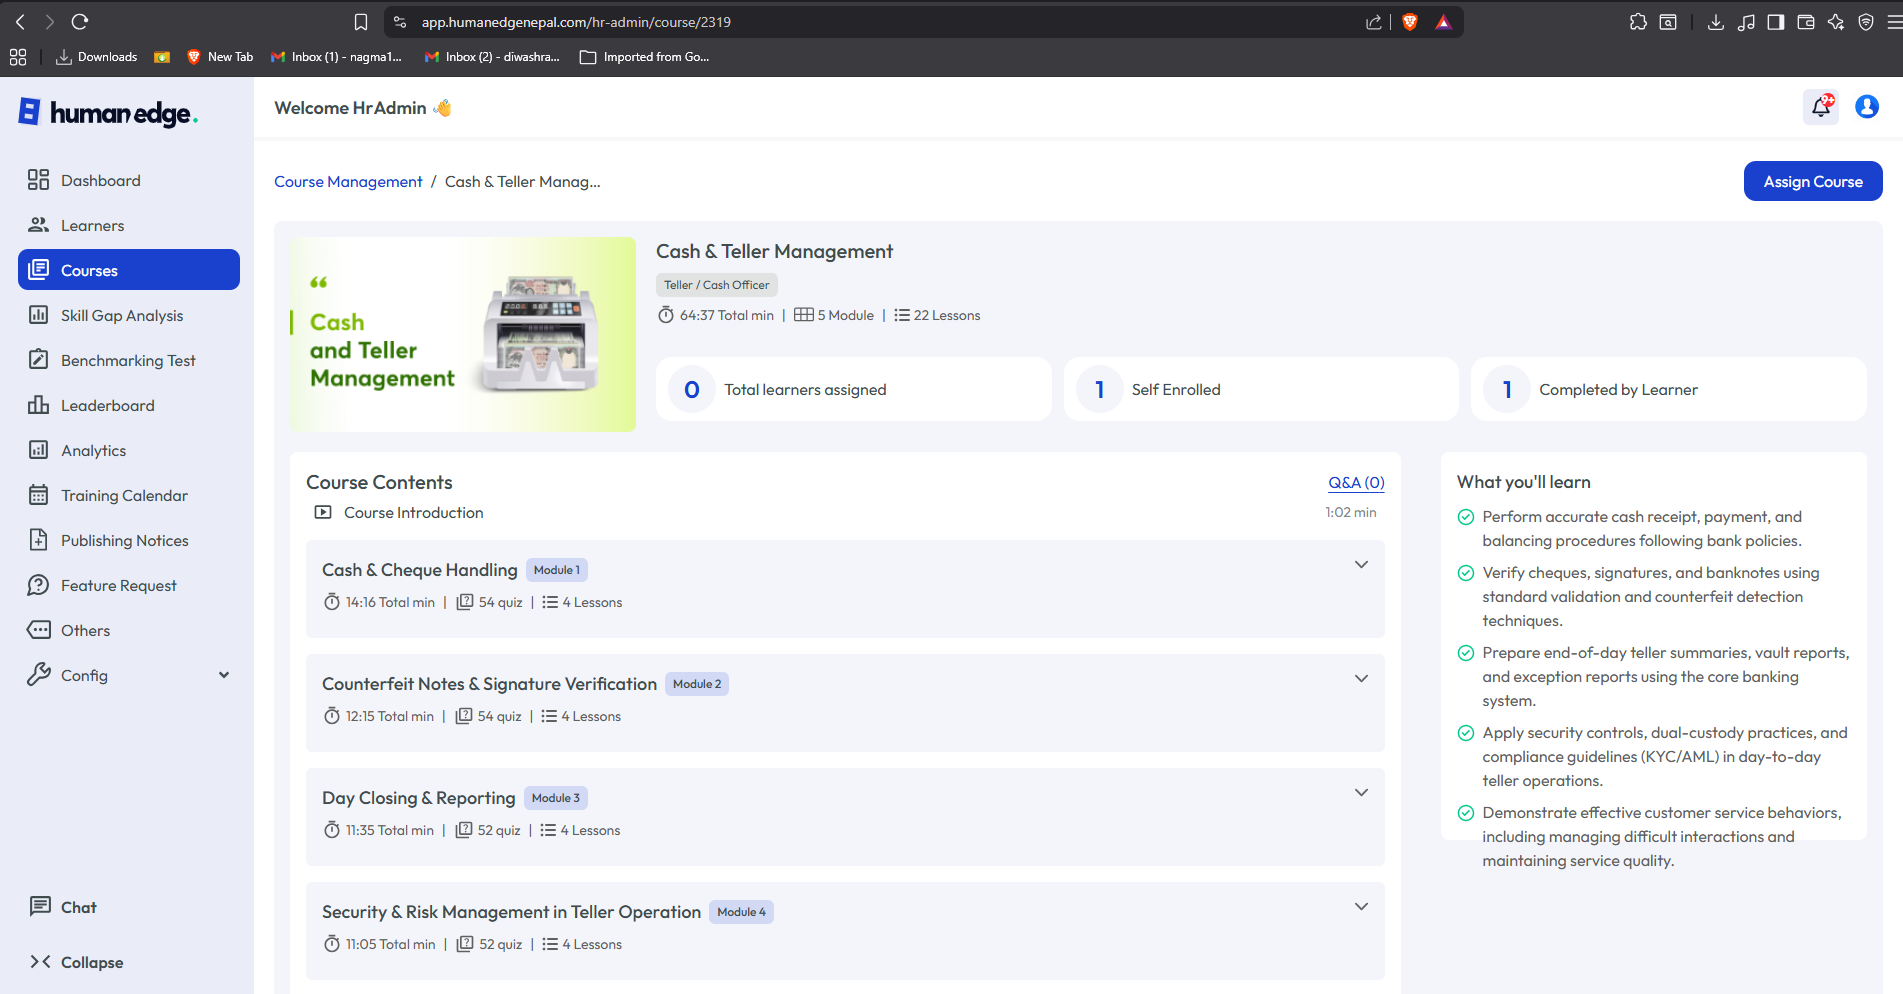 app.humanedgenepal.com/hr-admin/course/2319
Downloads
New Tab
Inbox (1) - nagma1...
Inbox (2) - diwashra...
Imported from Go...
human edge.
Welcome HrAdmin 👋
9+
Dashboard
Learners
Courses
Skill Gap Analysis
Benchmarking Test
Leaderboard
Analytics
Training Calendar
Publishing Notices
Feature Request
Others
Config
Chat
Collapse
Course Management / Cash & Teller Manag...
Assign Course
“
Cash
and Teller
Management
Cash & Teller Management
Teller / Cash Officer
64:37 Total min | 5 Module | 22 Lessons
0 Total learners assigned
1 Self Enrolled
1 Completed by Learner
Course Contents
Q&A (0)
Course Introduction
1:02 min
Cash & Cheque Handling Module 1
14:16 Total min | 54 quiz | 4 Lessons
Counterfeit Notes & Signature Verification Module 2
12:15 Total min | 54 quiz | 4 Lessons
Day Closing & Reporting Module 3
11:35 Total min | 52 quiz | 4 Lessons
Security & Risk Management in Teller Operation Module 4
11:05 Total min | 52 quiz | 4 Lessons
What you'll learn
Perform accurate cash receipt, payment, and
balancing procedures following bank policies.
Verify cheques, signatures, and banknotes using
standard validation and counterfeit detection
techniques.
Prepare end-of-day teller summaries, vault reports,
and exception reports using the core banking
system.
Apply security controls, dual-custody practices, and
compliance guidelines (KYC/AML) in day-to-day
teller operations.
Demonstrate effective customer service behaviors,
including managing difficult interactions and
maintaining service quality.